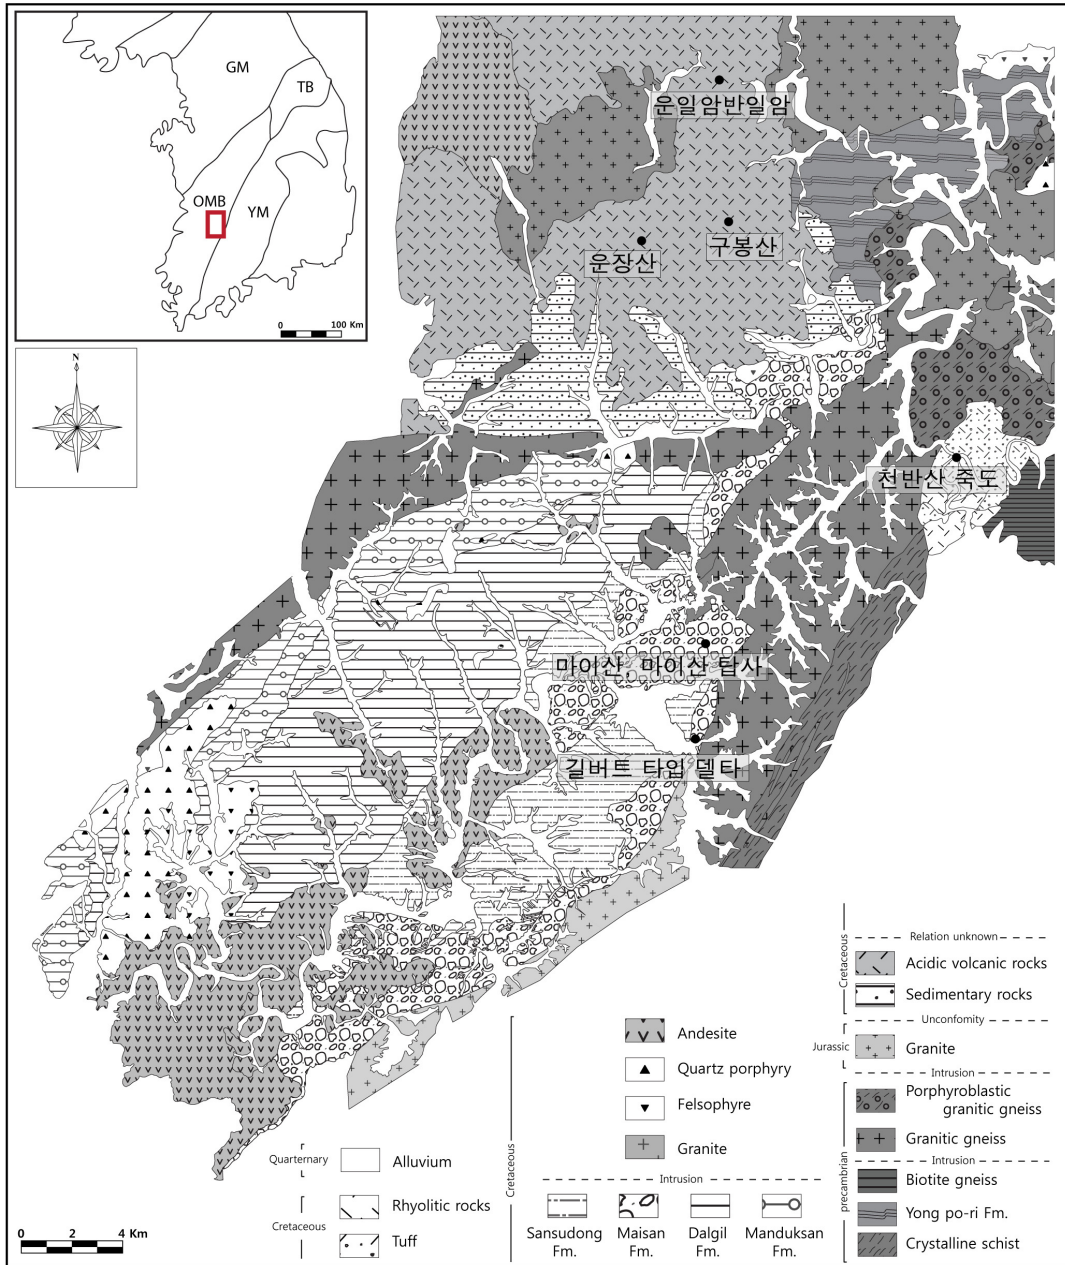 GM
TB
OMB
YM
0 100 Km
N
운일암반일암
구봉산
운장산
천반산 죽도
마이산, 마이산 탑사
길버트 타입 델타
Cretaceous
Relation unknown
Acidic volcanic rocks
Sedimentary rocks
Unconfomity
Jurassic
Granite
Intrusion
precambrian
Porphyroblastic
granitic gneiss
Granitic gneiss
Intrusion
Biotite gneiss
Yong po-ri Fm.
Crystalline schist
Cretaceous
Andesite
Quartz porphyry
Felsophyre
Granite
Intrusion
Sansudong
Fm.
Maisan
Fm.
Dalgil
Fm.
Manduksan
Fm.
Quarternary
Alluvium
Cretaceous
Rhyolitic rocks
Tuff
0 2 4 Km